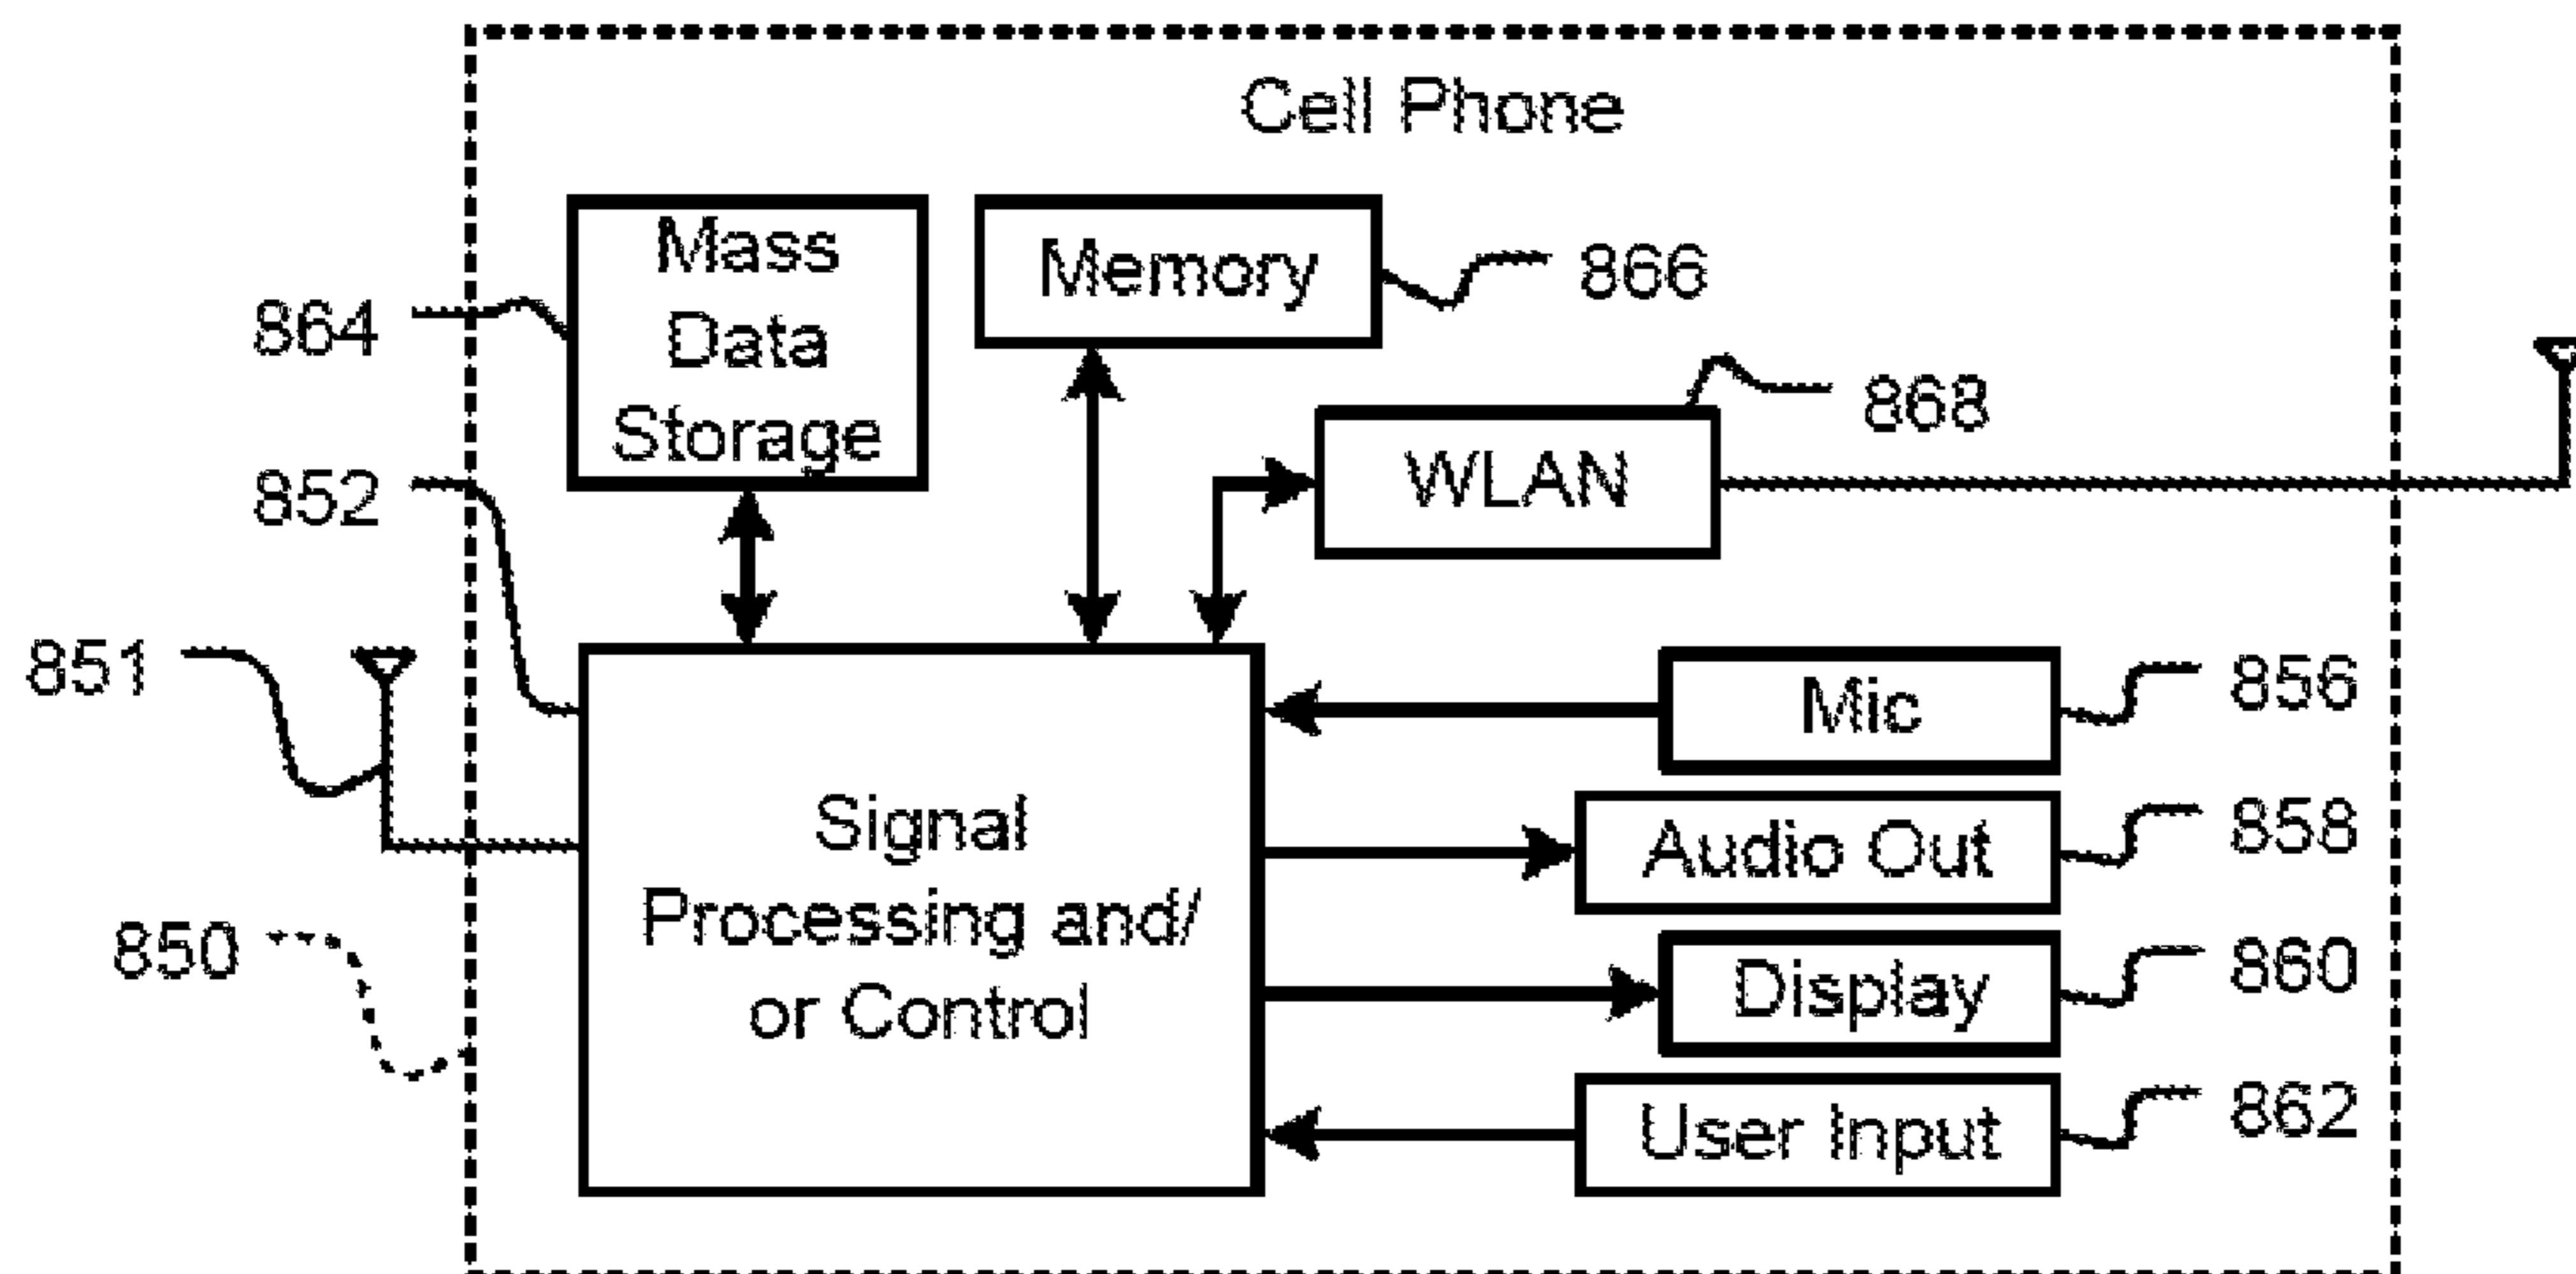 Cell Phone
Mass
Data
Storage
864
Memory
866
WLAN
868
852
851
850
Signal
Processing and/
or Control
Mic
856
Audio Out
858
Display
860
User Input
862